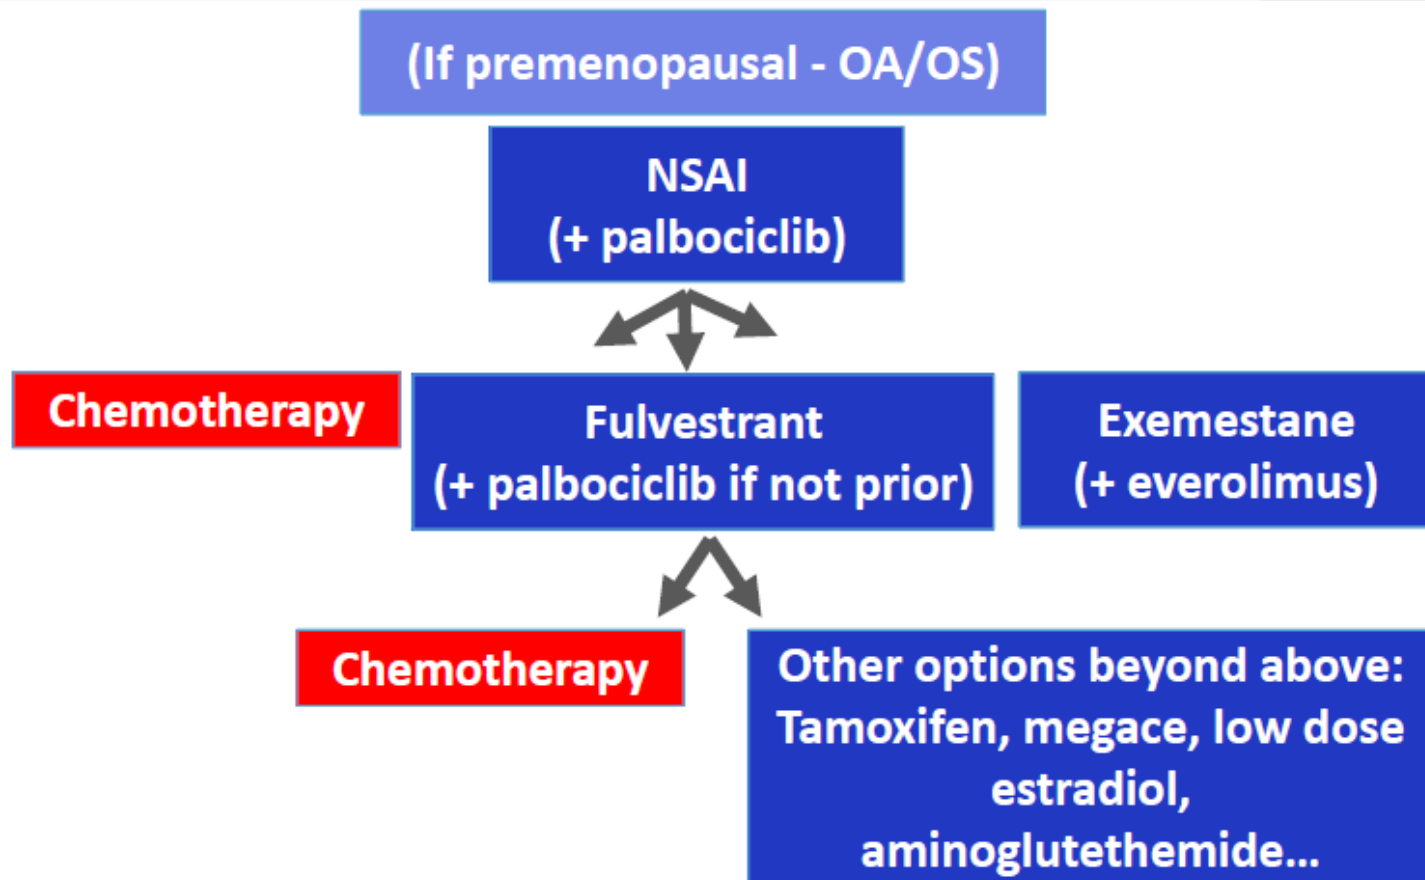 (If premenopausal - OA/OS)
NSAI
(+ palbociclib)
Chemotherapy
Fulvestrant
(+ palbociclib if not prior)
Exemestane
(+ everolimus)
Chemotherapy
Other options beyond above:
Tamoxifen, megace, low dose
estradiol,
aminoglutethemide...